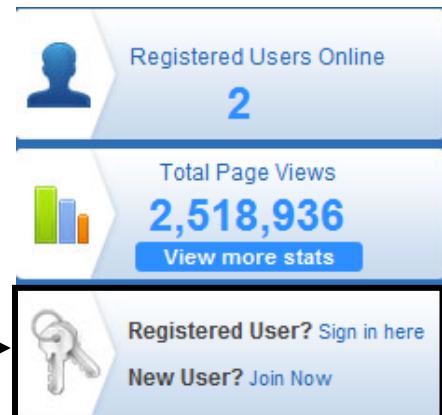 Registered Users Online
2
Total Page Views
2,518,936
View more stats
Registered User? Sign in here
New User? Join Now